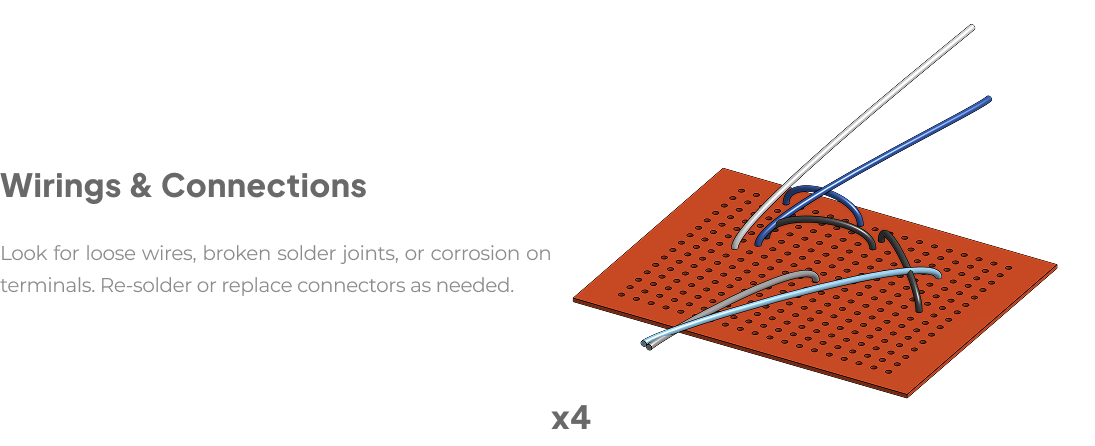 Wirings & Connections
Look for loose wires, broken solder joints, or corrosion on
terminals. Re-solder or replace connectors as needed.
x4